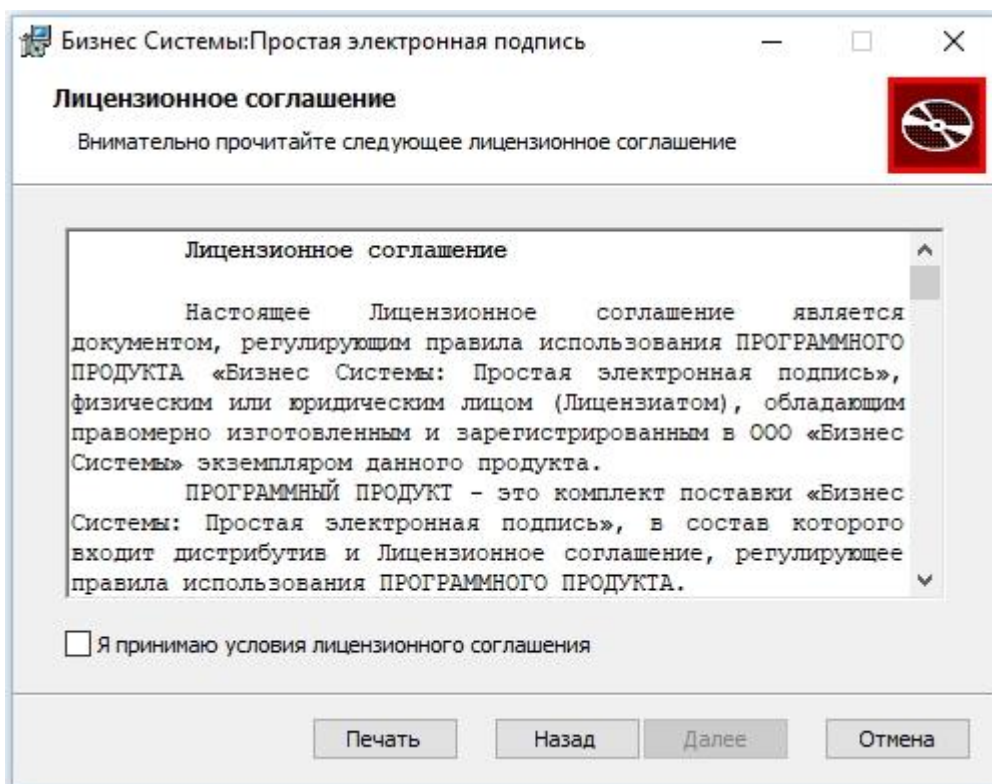 Бизнес Системы:Простая электронная подпись
Лицензионное соглашение
Внимательно прочитайте следующее лицензионное соглашение
Лицензионное соглашение
Настоящее Лицензионное соглашение является
документом, регулирующим правила использования ПРОГРАММНОГО
ПРОДУКТА «Бизнес Системы: Простая электронная подпись»,
физическим или юридическим лицом (Лицензиатом), обладающим
правомерно изготовленным и зарегистрированным в ООО «Бизнес
Системы» экземпляром данного продукта.
ПРОГРАММНЫЙ ПРОДУКТ – это комплект поставки «Бизнес
Системы: Простая электронная подпись», в состав которого
входит дистрибутив и Лицензионное соглашение, регулирующее
правила использования ПРОГРАММНОГО ПРОДУКТА.
Я принимаю условия лицензионного соглашения
Печать Назад Далее Отмена